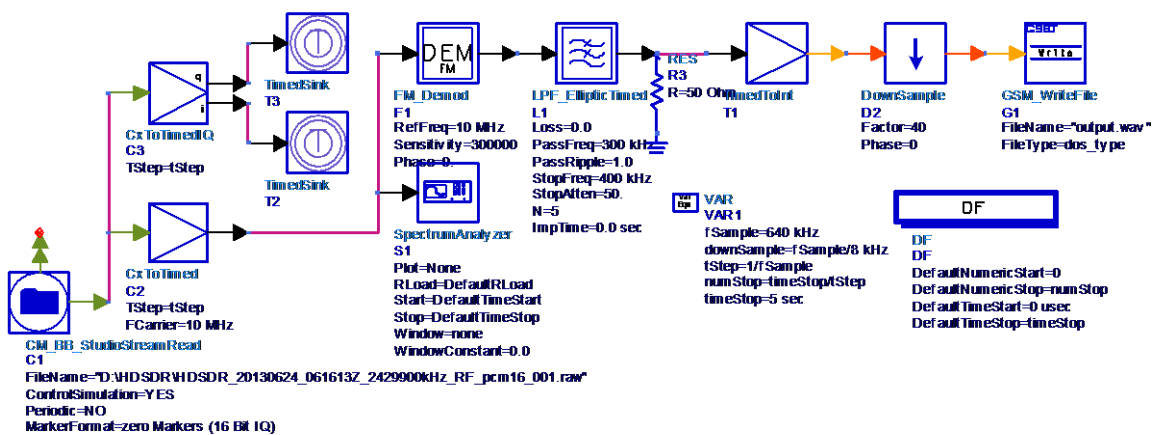 q
i
TimedSink
T3
CxToTimedIQ
C3
TStep=tStep
TimedSink
T2
CxToTimed
C2
TStep=tStep
FCarrier=10 MHz
CM_BB_StudioStreamRead
C1
FileName="D:\HDSDR\HDSDR_20130624_061613Z_2429900kHz_RF_pcm16_001.raw"
ControlSimulation=YES
Periodic=NO
MarkerFormat=zero Markers (16 Bit IQ)
DEM
FM
FM_Demod
F1
RefFreq=10 MHz
Sensitivity=300000
Phase=0.
SpectrumAnalyzer
S1
Plot=None
RLoad=DefaultRLoad
Start=DefaultTimeStart
Stop=DefaultTimeStop
Window=none
WindowConstant=0.0
LPF_EllipticTimed
L1
Loss=0.0
PassFreq=300 kHz
PassRipple=1.0
StopFreq=400 kHz
StopAtten=50.
N=5
ImpTime=0.0 sec
RES
R3
R=50 Ohm
TimedToInt
T1
DownSample
D2
Factor=40
Phase=0
Write
GSM_WriteFile
G1
FileName="output.wav"
FileType=dos_type
Var
Eqn
VAR
VAR1
fSample=640 kHz
downSample=fSample/8 kHz
tStep=1/fSample
numStop=timeStop/tStep
timeStop=5 sec
DF
DF
DF
DefaultNumericStart=0
DefaultNumericStop=numStop
DefaultTimeStart=0 usec
DefaultTimeStop=timeStop